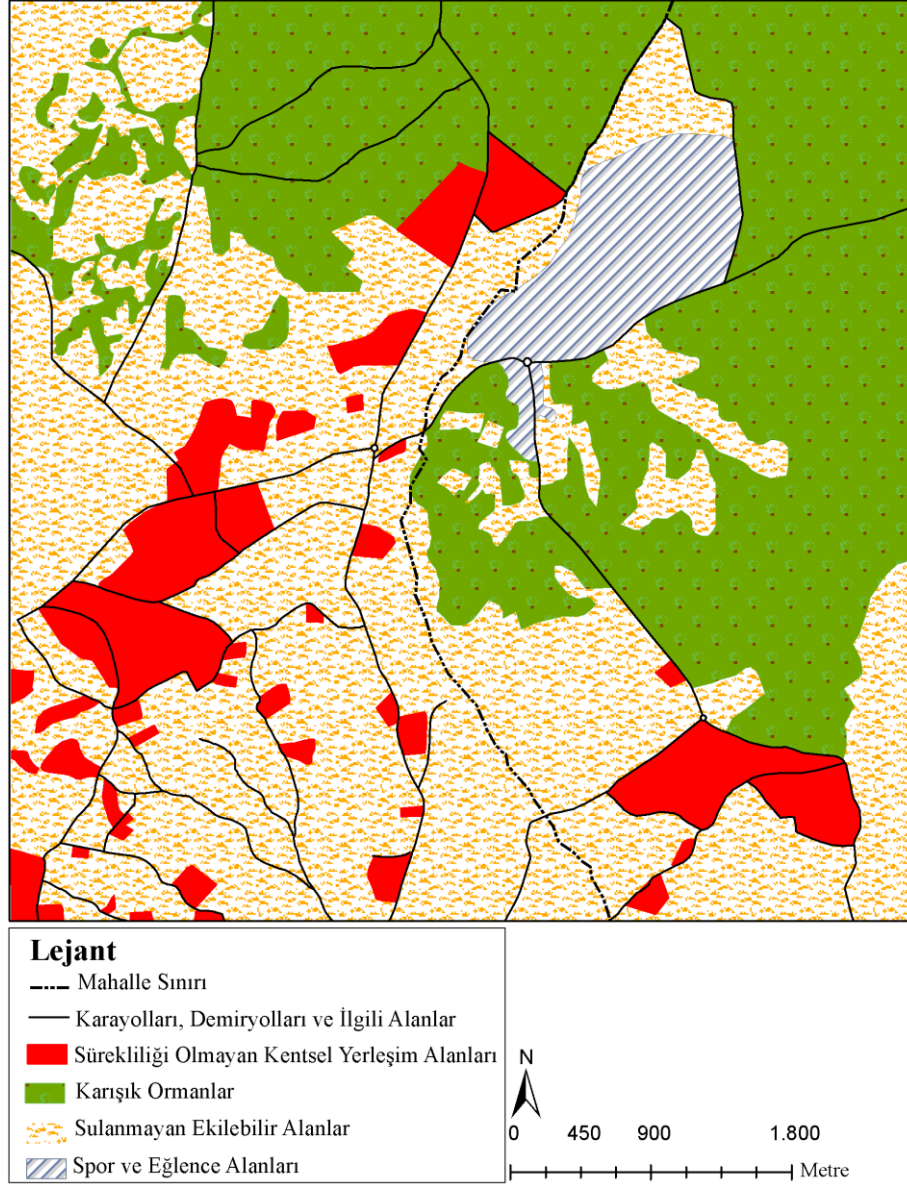 Lejant
Mahalle Sınırı
Karayolları, Demiryolları ve İlgili Alanlar
Sürekliliği Olmayan Kentsel Yerleşim Alanları
Karışık Ormanlar
Sulanmayan Ekilebilir Alanlar
Spor ve Eğlence Alanları
N
0 450 900 1.800
Metre